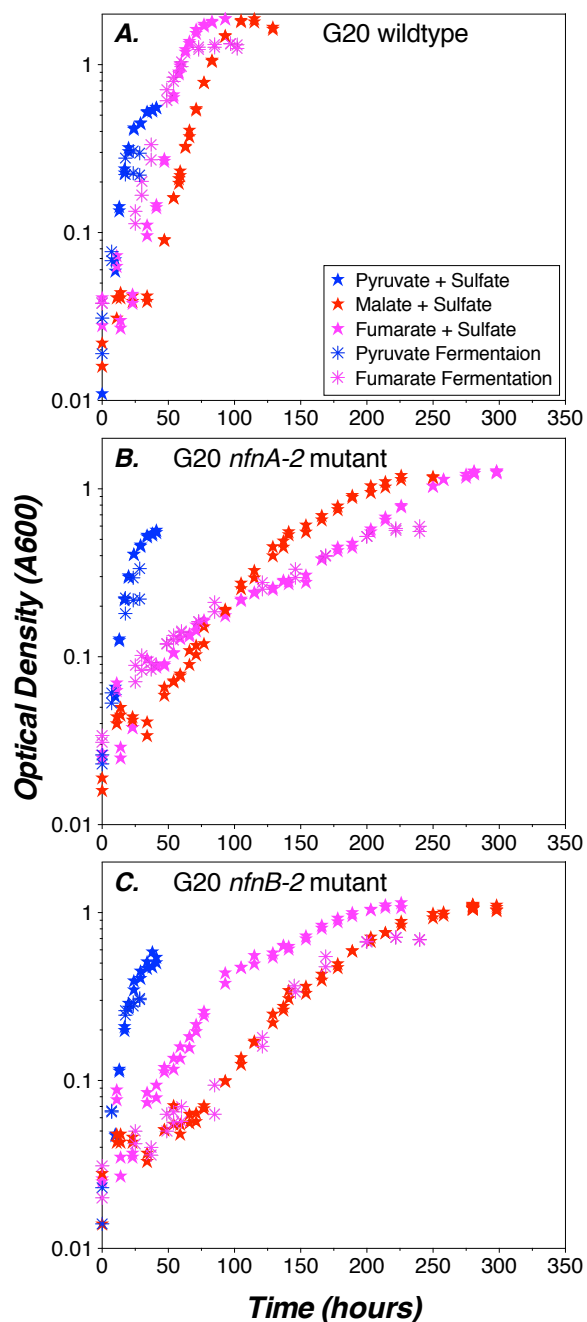 A. G20 wildtype
1
0.1
0.01
Pyruvate + Sulfate
Malate + Sulfate
Fumarate + Sulfate
Pyruvate Fermentaion
Fumarate Fermentation
0 50 100 150 200 250 300 350
B. G20 nfnA-2 mutant
1
0.1
0.01
0 50 100 150 200 250 300 350
Optical Density (A600)
C. G20 nfnB-2 mutant
1
0.1
0.01
0 50 100 150 200 250 300 350
Time (hours)